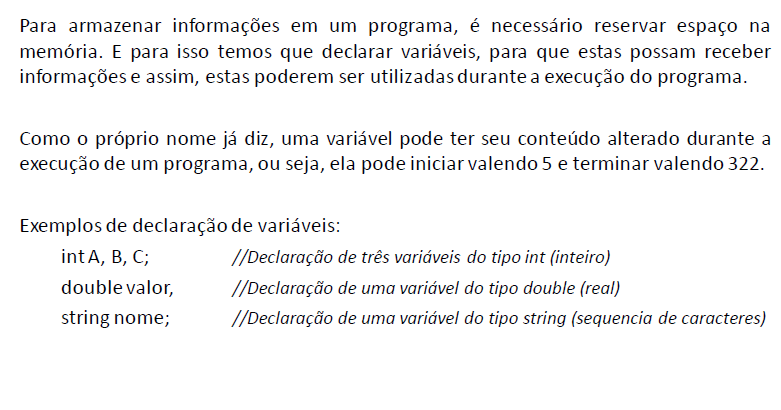 Para armazenar informações em um programa, é necessário reservar espaço na
memória. E para isso temos que declarar variáveis, para que estas possam receber
informações e assim, estas poderem ser utilizadas durante a execução do programa.
Como o próprio nome já diz, uma variável pode ter seu conteúdo alterado durante a
execução de um programa, ou seja, ela pode iniciar valendo 5 e terminar valendo 322.
Exemplos de declaração de variáveis:
int A, B, C; //Declaração de três variáveis do tipo int (inteiro)
double valor, //Declaração de uma variável do tipo double (real)
string nome; //Declaração de uma variável do tipo string (sequencia de caracteres)